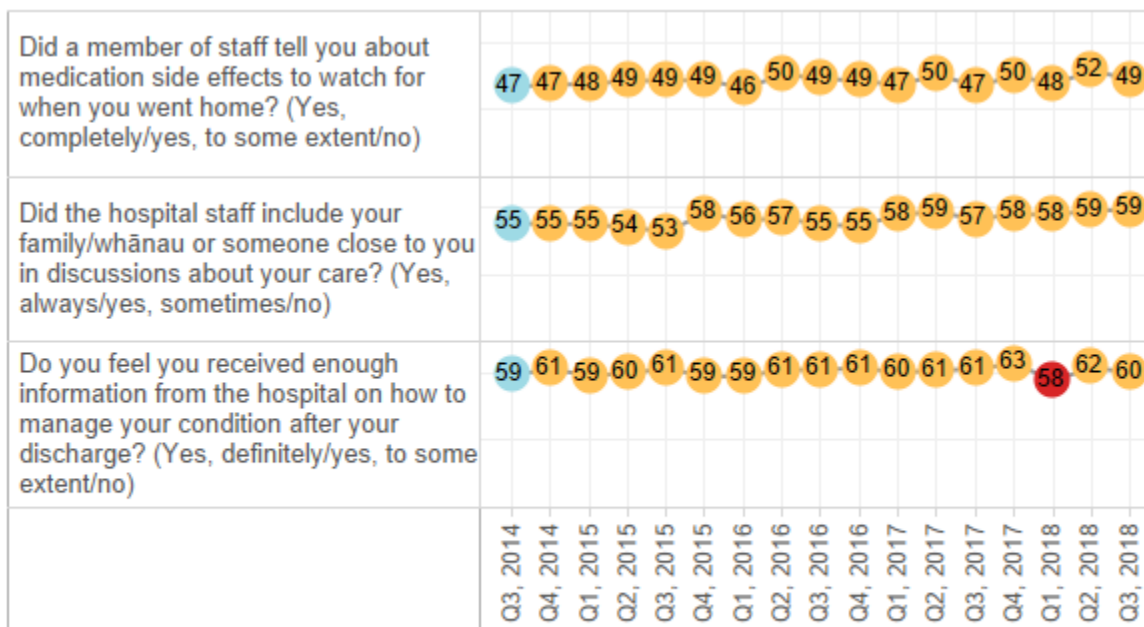 Did a member of staff tell you about
medication side effects to watch for
when you went home? (Yes,
completely/yes, to some extent/no)
47 47 48 49 49 49 46 50 49 49 47 50 47 50 48 52 49
Did the hospital staff include your
family/whānau or someone close to you
in discussions about your care? (Yes,
always/yes, sometimes/no)
55 55 55 54 53 58 56 57 55 55 58 59 57 58 58 59 59
Do you feel you received enough
information from the hospital on how to
manage your condition after your
discharge? (Yes, definitely/yes, to some
extent/no)
59 61 59 60 61 59 59 61 61 61 60 61 61 63 58 62 60
Q3, 2014
Q4, 2014
Q1, 2015
Q2, 2015
Q3, 2015
Q4, 2015
Q1, 2016
Q2, 2016
Q3, 2016
Q4, 2016
Q1, 2017
Q2, 2017
Q3, 2017
Q4, 2017
Q1, 2018
Q2, 2018
Q3, 2018